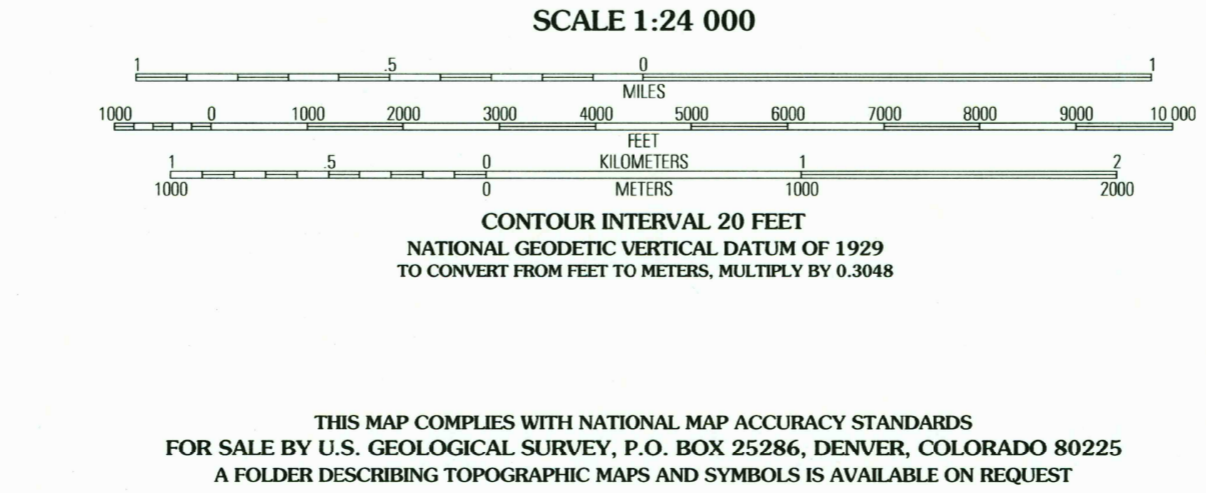 SCALE 1:24 000
1 .5 0 1
MILES
1000 0 1000 2000 3000 4000 5000 6000 7000 8000 9000 10 000
FEET
1 .5 0 KILOMETERS 1 2
1000 0 METERS 1000 2000
CONTOUR INTERVAL 20 FEET
NATIONAL GEODETIC VERTICAL DATUM OF 1929
TO CONVERT FROM FEET TO METERS, MULTIPLY BY 0.3048
THIS MAP COMPLIES WITH NATIONAL MAP ACCURACY STANDARDS
FOR SALE BY U.S. GEOLOGICAL SURVEY, P.O. BOX 25286, DENVER, COLORADO 80225
A FOLDER DESCRIBING TOPOGRAPHIC MAPS AND SYMBOLS IS AVAILABLE ON REQUEST